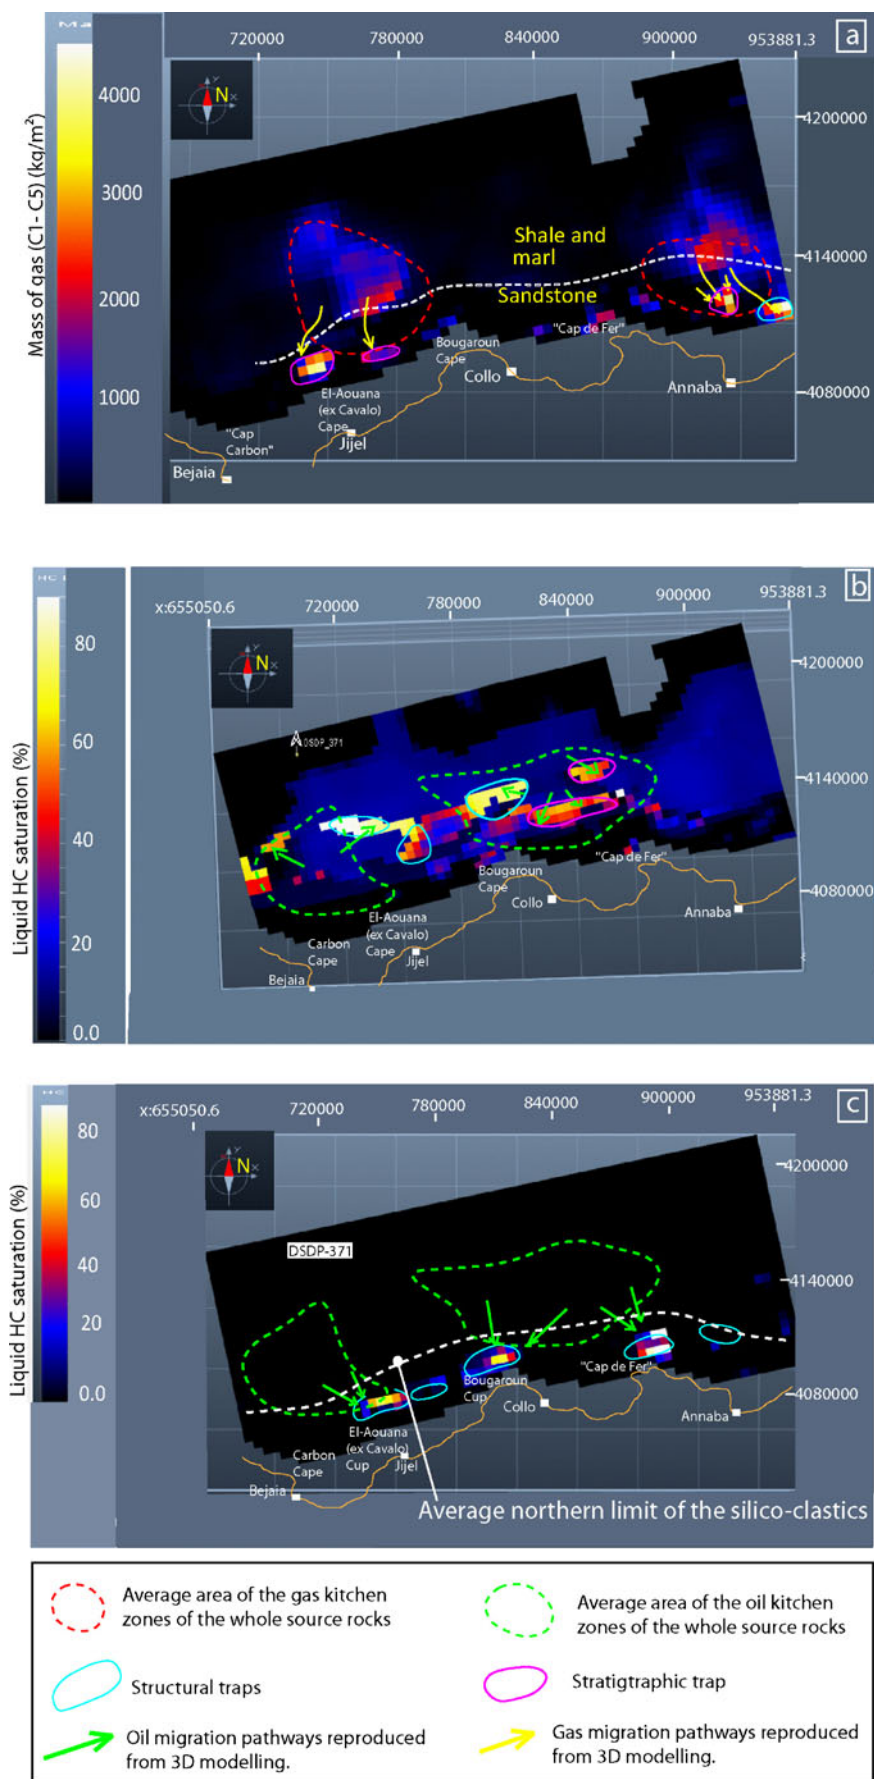 a
720000 780000 840000 900000 953881.3
N
Y
X
4000
3000
2000
1000
Mass of gas (C1- C5) (kq/m²)
4200000
4140000
4080000
Shale and
marl
Sandstone
"Cap de Fer"
Bougaroun
Cape
Collo
Annaba
El-Aouana
(ex Cavalo)
Cape
Jijel
"Cap
Carbon"
Bejaia
b
x:655050.6 720000 780000 840000 900000 953881.3
N
80
60
40
20
0.0
Liquid HC saturation (%)
4200000
4140000
4080000
DSDP_371
"Cap de Fer"
Bougaroun
Cape
Collo
Annaba
El-Aouana
(ex Cavalo)
Cape
Jijel
Carbon
Cape
Bejaia
c
x:655050.6 720000 780000 840000 900000 953881.3
N
80
60
40
20
0.0
Liquid HC saturation (%)
4200000
4140000
4080000
DSDP-371
"Cap de Fer"
Bougaroun
Cup
Collo
Annaba
El-Aouana
(ex Cavalo)
Cup
Jijel
Carbon
Cape
Bejaia
Average northern limit of the silico-clastics
Average area of the gas kitchen
zones of the whole source rocks
Average area of the oil kitchen
zones of the whole source rocks
Structural traps
Stratigtraphic trap
Oil migration pathways reproduced
from 3D modelling.
Gas migration pathways reproduced
from 3D modelling.